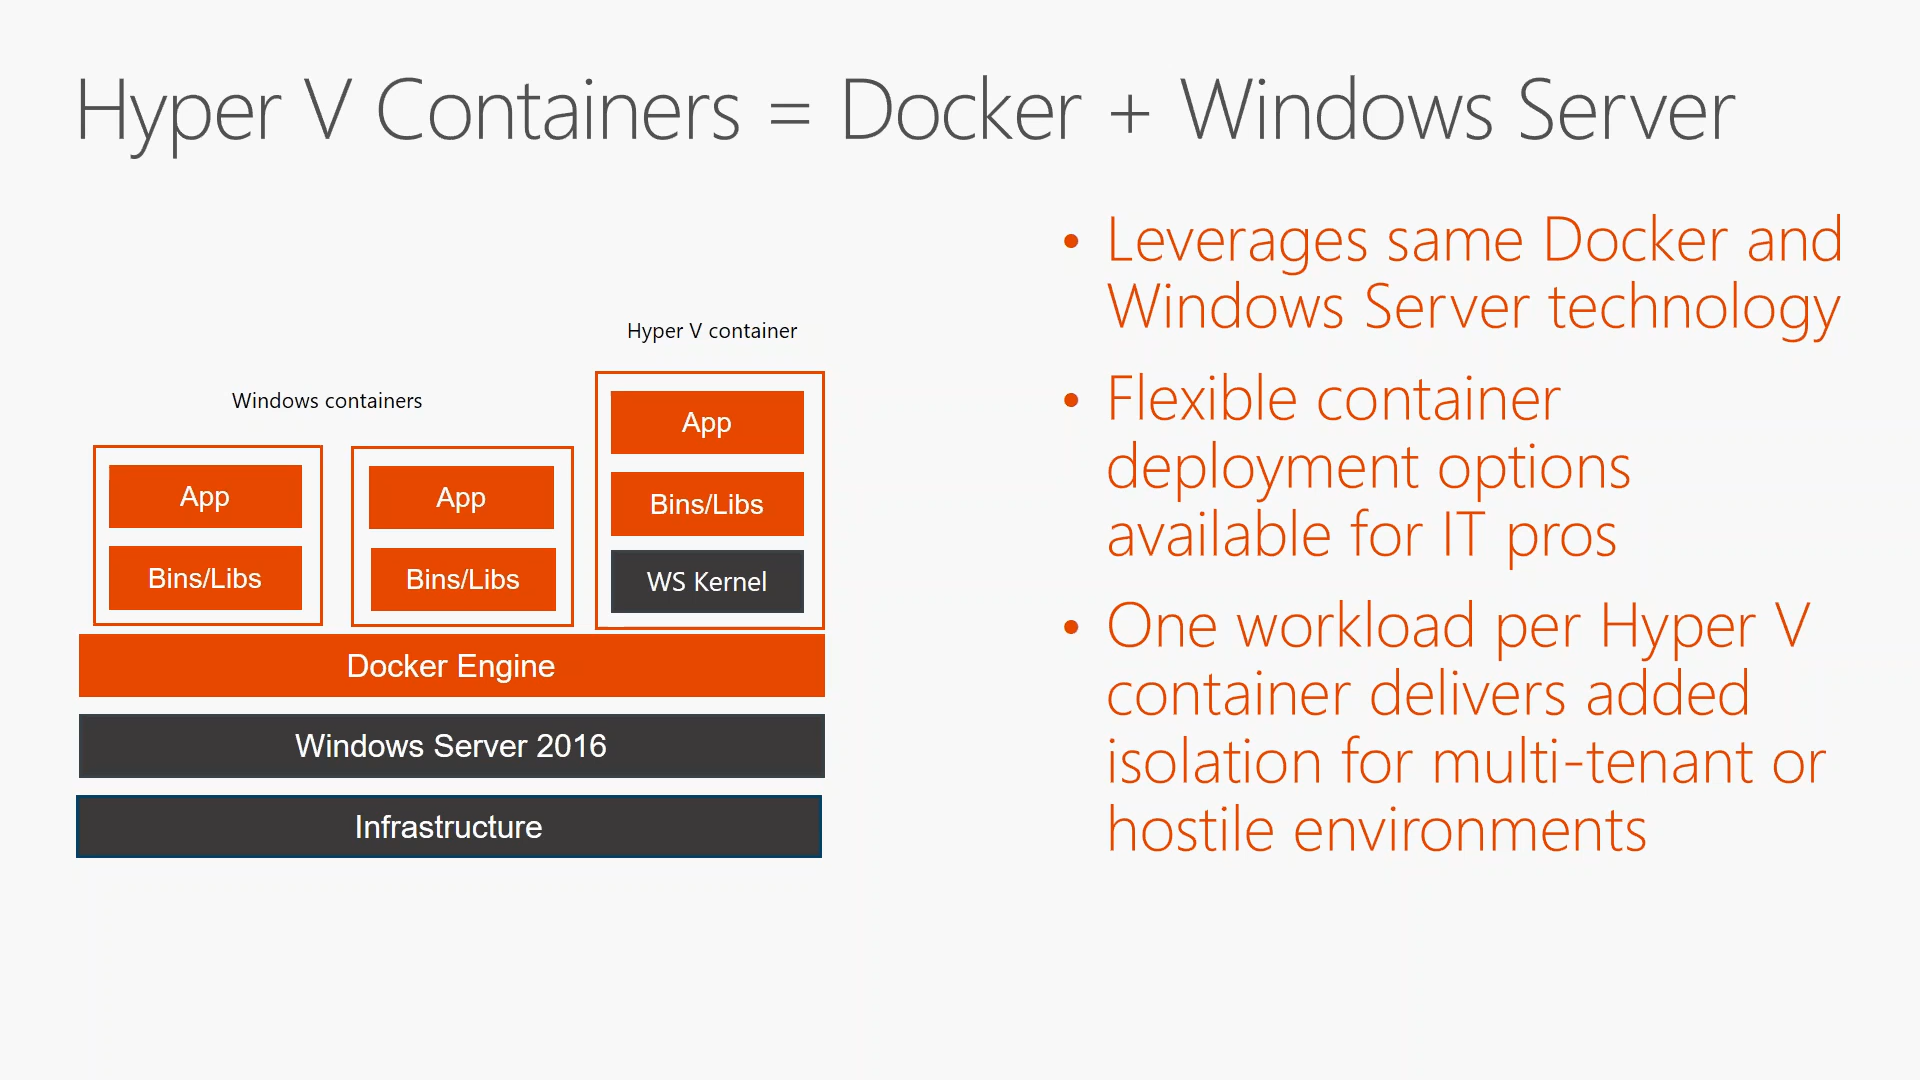 Hyper V Containers = Docker + Windows Server
Hyper V container
Windows containers
App
Bins/Libs
App
Bins/Libs
App
Bins/Libs
WS Kernel
Docker Engine
Windows Server 2016
Infrastructure
• Leverages same Docker and
Windows Server technology
• Flexible container
deployment options
available for IT pros
• One workload per Hyper V
container delivers added
isolation for multi-tenant or
hostile environments